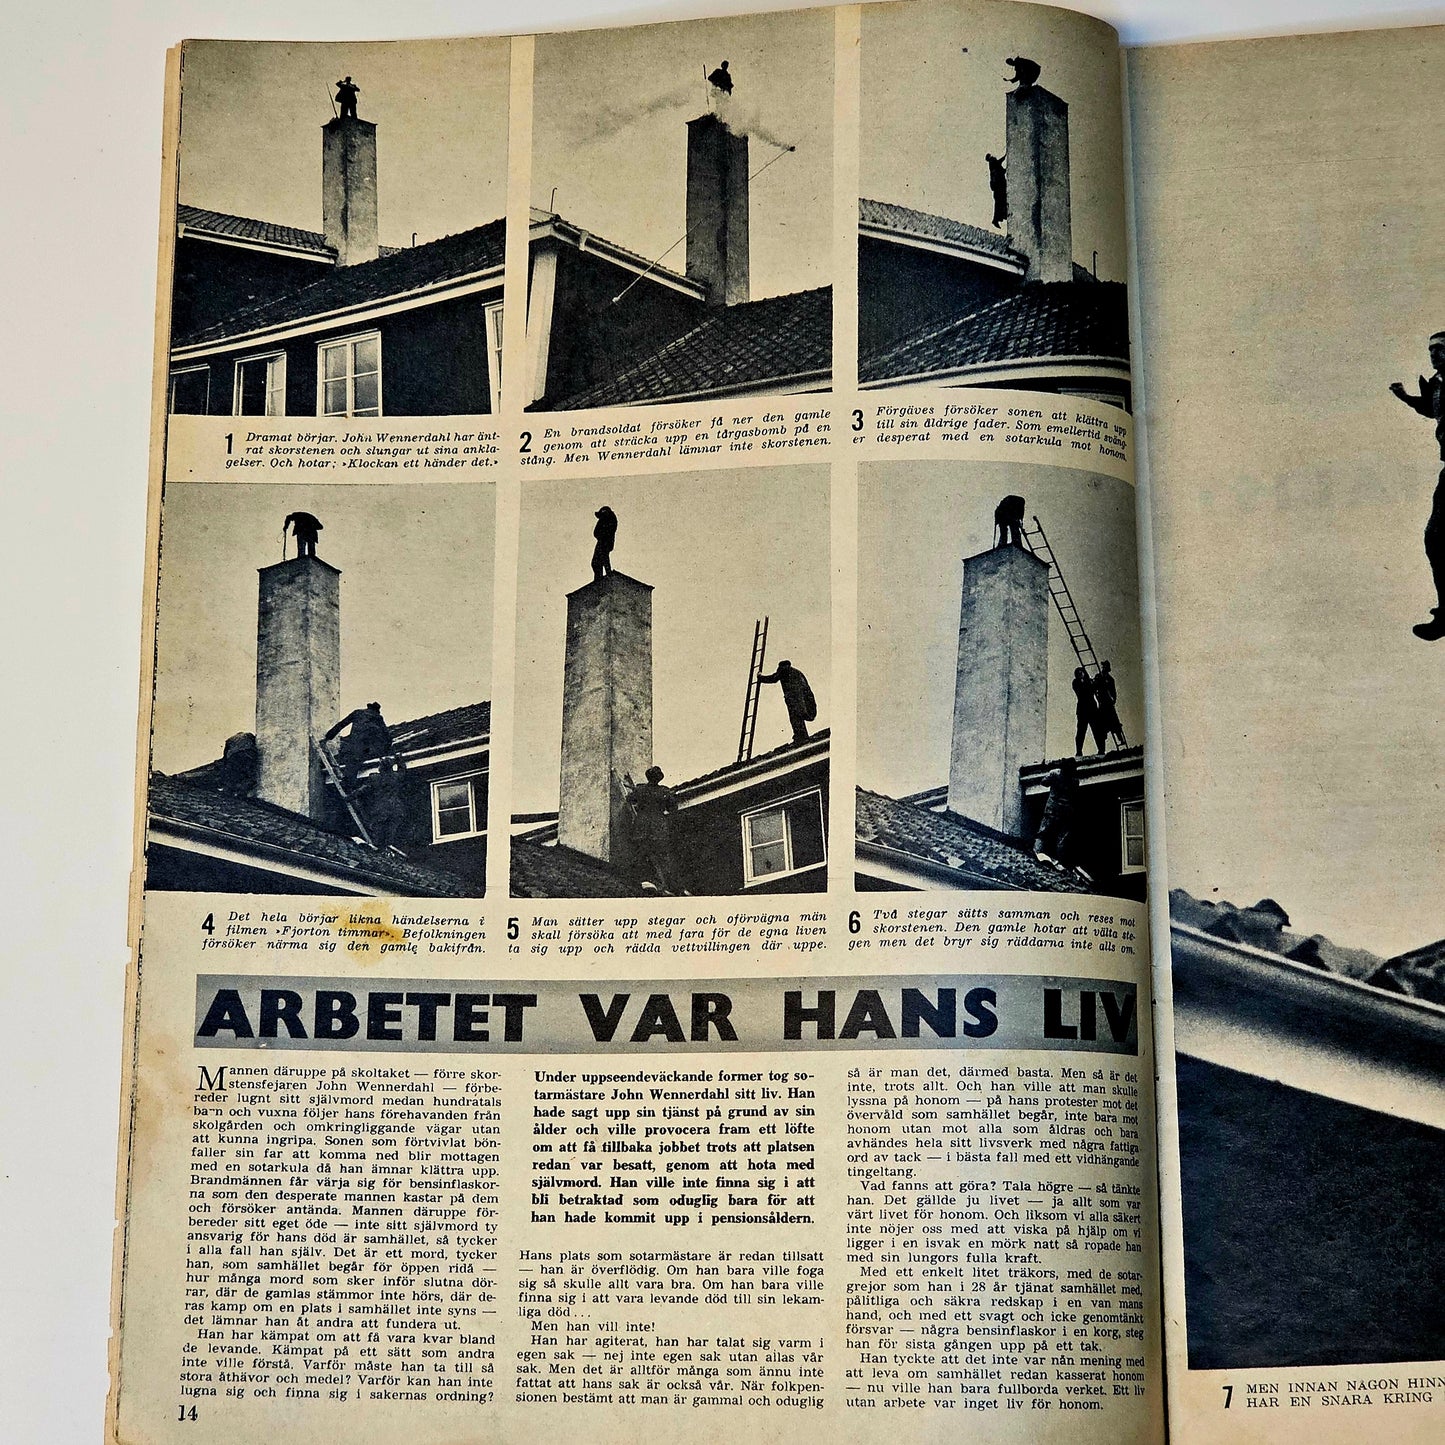 1 Dramat börjar. John Wennerdahl har änt-
rat skorstenen och slungar ut sina ankla-
gelser. Och hotar; »Klockan ett händer det.»
2 En brandsoldat försöker få ner den gamle
genom att sträcka upp en tårgasbomb på en
stång. Men Wennerdahl lämnar inte skorstenen.
3 Förgäves försöker sonen att klättra upp
till sin åldrige fader. Som emellertid sväng-
er desperat med en sotarkula mot honom.
4 Det hela börjar likna händelserna i
filmen »Fjorton timmar». Befolkningen
försöker närma sig den gamle bakifrån.
5 Man sätter upp stegar och oförvägna män
skall försöka att med fara för de egna liven
ta sig upp och rädda vettvillingen där uppe.
6 Två stegar sätts samman och reses mot
skorstenen. Den gamle hotar att välta ste-
gen men det bryr sig räddarna inte alls om.
ARBETET VAR HANS LIV
Mannen däruppe på skoltaket — förre skor-
stensfejaren John Wennerdahl — förbe-
reder lugnt sitt självmord medan hundratals
barn och vuxna följer hans förehavanden från
skolgården och omkringliggande vägar utan
att kunna ingripa. Sonen som förtvivlat bön-
faller sin far att komma ned blir mottagen
med en sotarkula då han ämnar klättra upp.
Brandmännen får värja sig för bensinflaskor-
na som den desperate mannen kastar på dem
och försöker antända. Mannen däruppe för-
bereder sitt eget öde — inte sitt självmord ty
ansvarig för hans död är samhället, så tycker
i alla fall han själv. Det är ett mord, tycker
han, som samhället begår för öppen ridå —
hur många mord som sker inför slutna dör-
rar, där de gamlas stämmor inte hörs, där de-
ras kamp om en plats i samhället inte syns —
det lämnar han åt andra att fundera ut.
Han har kämpat om att få vara kvar bland
de levande. Kämpat på ett sätt som andra
inte ville förstå. Varför måste han ta till så
stora åthävor och medel? Varför kan han inte
lugna sig och finna sig i sakernas ordning?
Under uppseendeväckande former tog so-
tarmästare John Wennerdahl sitt liv. Han
hade sagt upp sin tjänst på grund av sin
ålder och ville provocera fram ett löfte
om att få tillbaka jobbet trots att platsen
redan var besatt, genom att hota med
självmord. Han ville inte finna sig i att
bli betraktad som oduglig bara för att
han hade kommit upp i pensionsåldern.
Hans plats som sotarmästare är redan tillsatt
— han är överflödig. Om han bara ville foga
sig så skulle allt vara bra. Om han bara ville
finna sig i att vara levande död till sin lekam-
liga död . . .
Men han vill inte!
Han har agiterat, han har talat sig varm i
egen sak — nej inte egen sak utan allas vår
sak. Men det är alltför många som ännu inte
fattat att hans sak är också vår. När folkpen-
sionen bestämt att man är gammal och oduglig
så är man det, därmed basta. Men så är det
inte, trots allt. Och han ville att man skulle
lyssna på honom — på hans protester mot det
övervåld som samhället begår, inte bara mot
honom utan mot alla som åldras och bara
avhändes hela sitt livsverk med några fattiga
ord av tack — i bästa fall med ett vidhängande
tingeltang.
Vad fanns att göra? Tala högre — så tänkte
han. Det gällde ju livet — ja allt som var
värt livet för honom. Och liksom vi alla säkert
inte nöjer oss med att viska på hjälp om vi
ligger i en isvak en mörk natt så ropade han
med sin lungors fulla kraft.
Med ett enkelt litet träkors, med de sotar-
grejor som han i 28 år tjänat samhället med,
pålitliga och säkra redskap i en van mans
hand, och med ett svagt och icke genomtänkt
försvar — några bensinflaskor i en korg, steg
han för sista gången upp på ett tak.
Han tyckte att det inte var nån mening med
att leva om samhället redan kasserat honom
— nu ville han bara fullborda verket. Ett liv
utan arbete var inget liv för honom.
14
7 MEN INNAN NÅGON HINN
HAR EN SNARA KRING